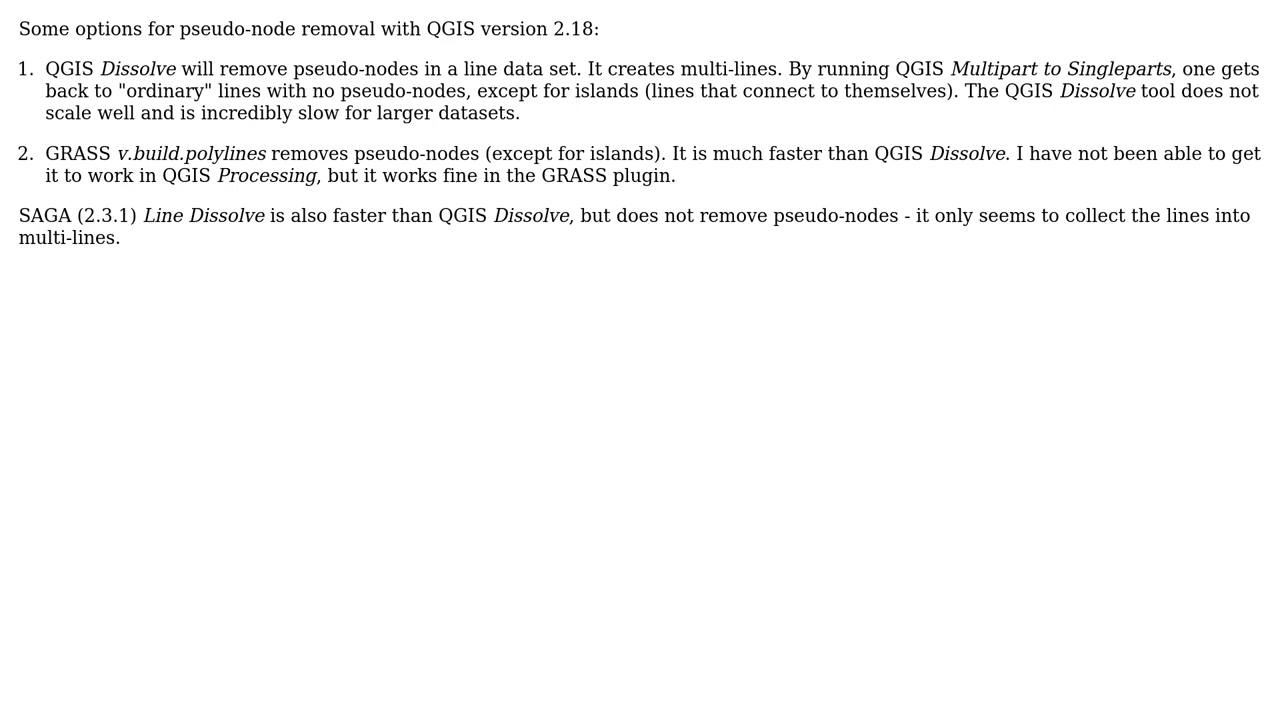 Some options for pseudo-node removal with QGIS version 2.18:
1. QGIS Dissolve will remove pseudo-nodes in a line data set. It creates multi-lines. By running QGIS Multipart to Singleparts, one gets
back to "ordinary" lines with no pseudo-nodes, except for islands (lines that connect to themselves). The QGIS Dissolve tool does not
scale well and is incredibly slow for larger datasets.
2. GRASS v.build.polylines removes pseudo-nodes (except for islands). It is much faster than QGIS Dissolve. I have not been able to get
it to work in QGIS Processing, but it works fine in the GRASS plugin.
SAGA (2.3.1) Line Dissolve is also faster than QGIS Dissolve, but does not remove pseudo-nodes - it only seems to collect the lines into
multi-lines.